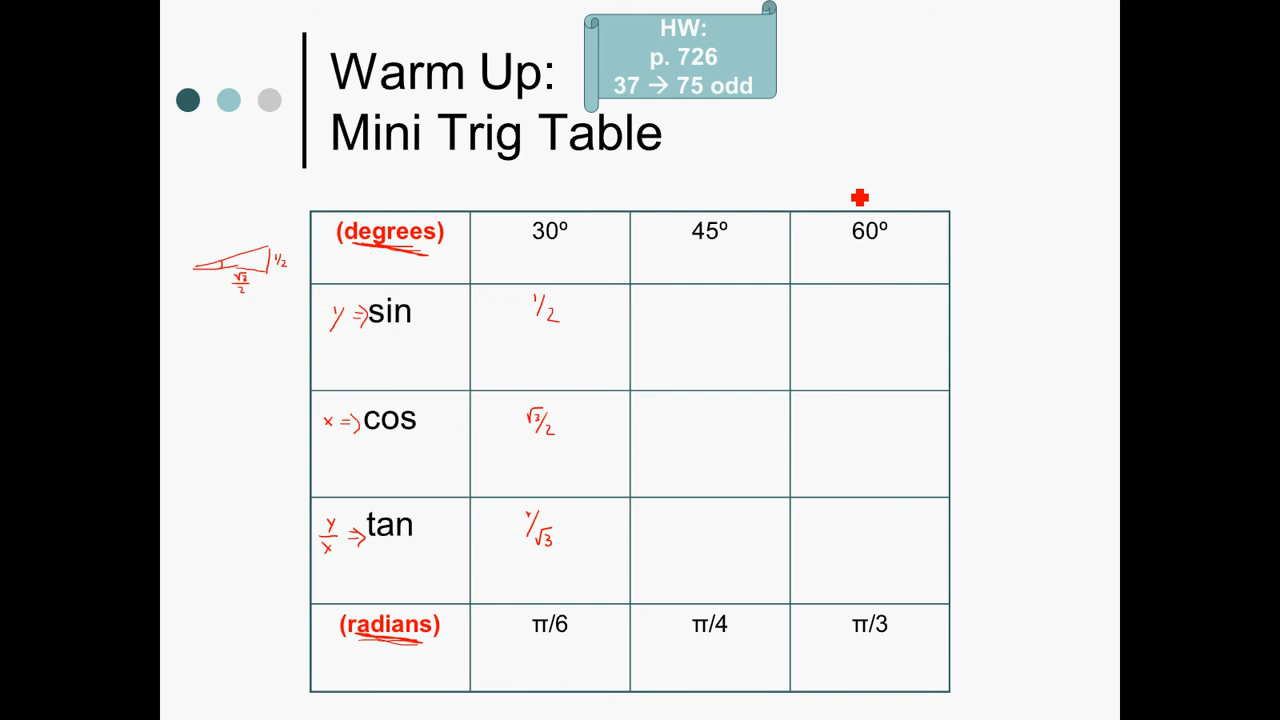 HW:
p. 726
37 → 75 odd
Warm Up:
Mini Trig Table
(degrees) 30º 45º 60º
1/2
√3/2
y ⇒ sin 1/2
x ⇒ cos √3/2
y/x ⇒ tan 1/√3
(radians) π/6 π/4 π/3